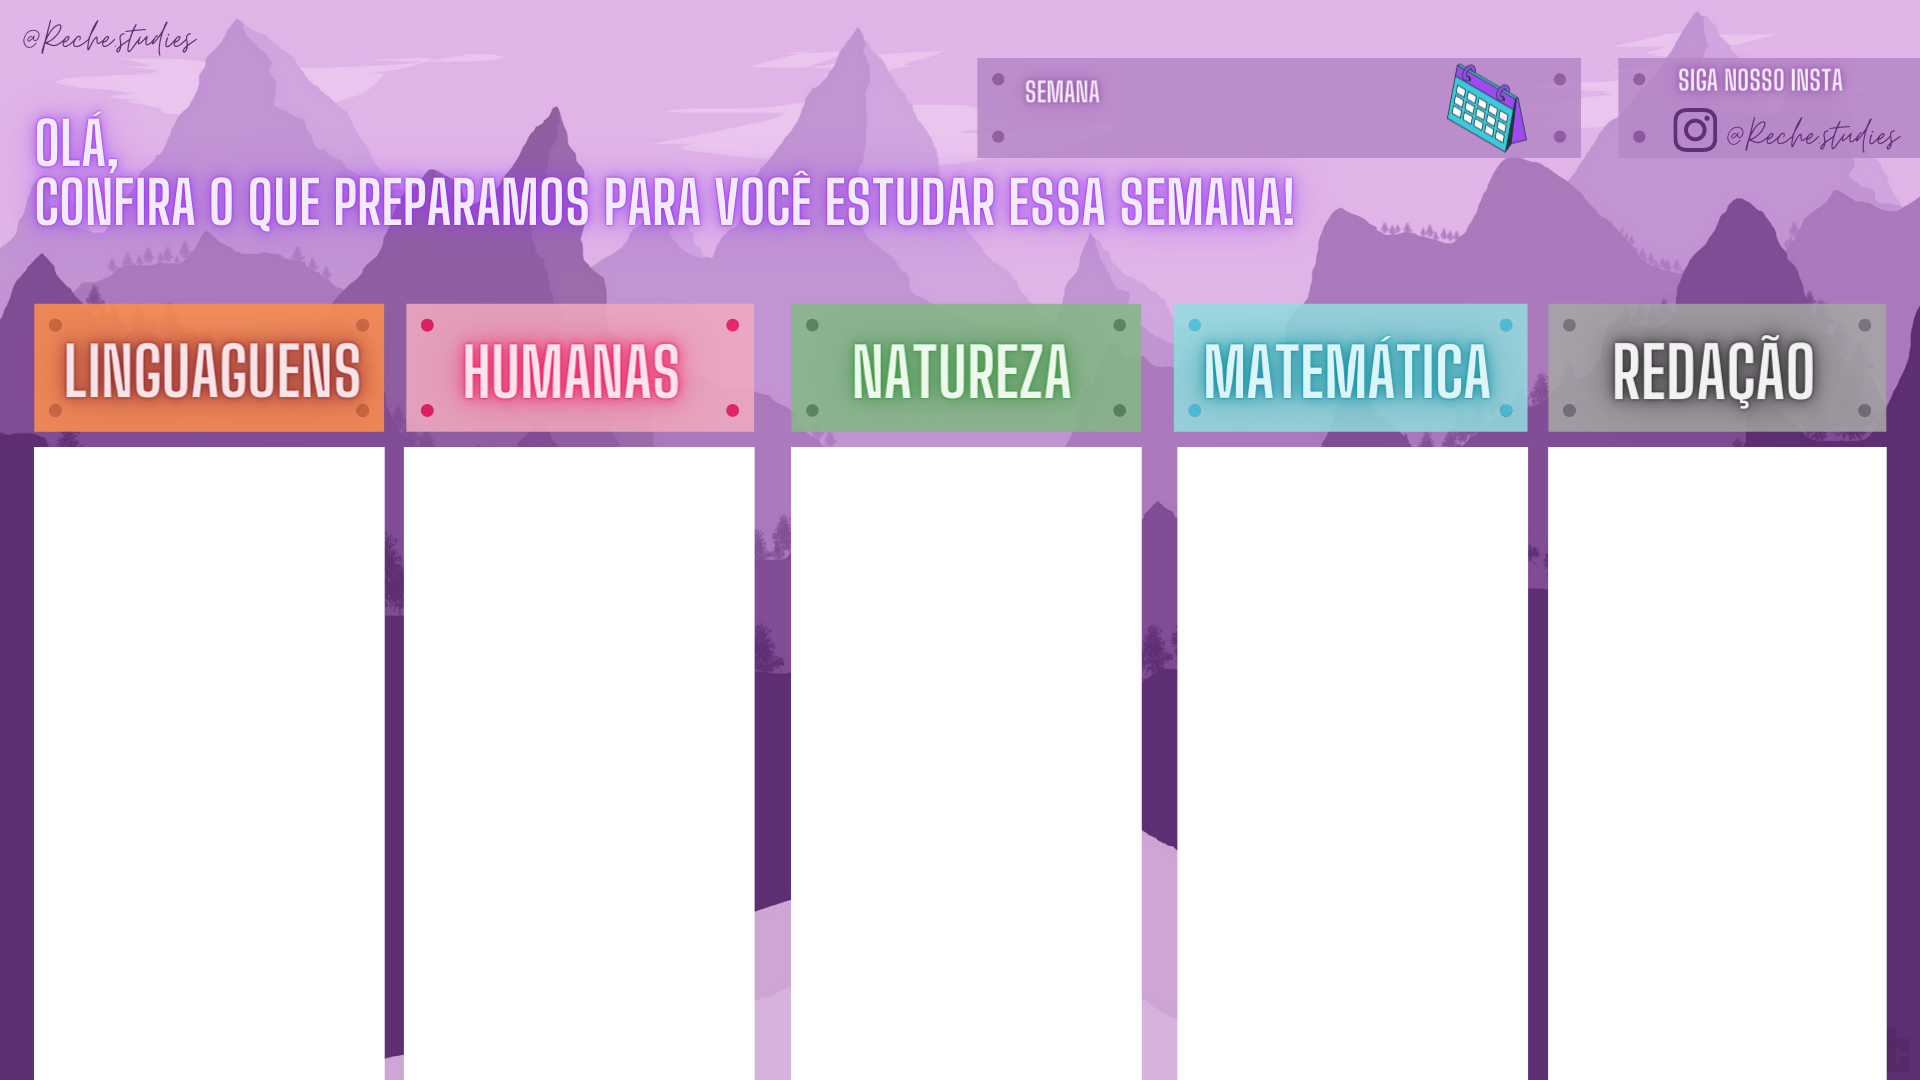 @Reche.studies
SEMANA
SIGA NOSSO INSTA
@Reche.studies
OLÁ,
CONFIRA O QUE PREPARAMOS PARA VOCÊ ESTUDAR ESSA SEMANA!
LINGUAGUENS
HUMANAS
NATUREZA
MATEMÁTICA
REDAÇÃO